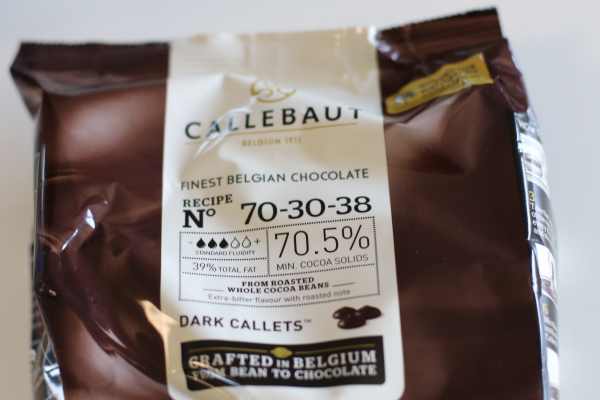 CALLEBAUT
BELGIUM 1911
FINEST BELGIAN CHOCOLATE
RECIPE
Nº 70-30-38
- +
STANDARD FLUIDITY
39% TOTAL FAT
70.5%
MIN. COCOA SOLIDS
FROM ROASTED
WHOLE COCOA BEANS
Extra-bitter flavour with roasted note
DARK CALLETS™
CRAFTED IN BELGIUM
FROM BEAN TO CHOCOLATE